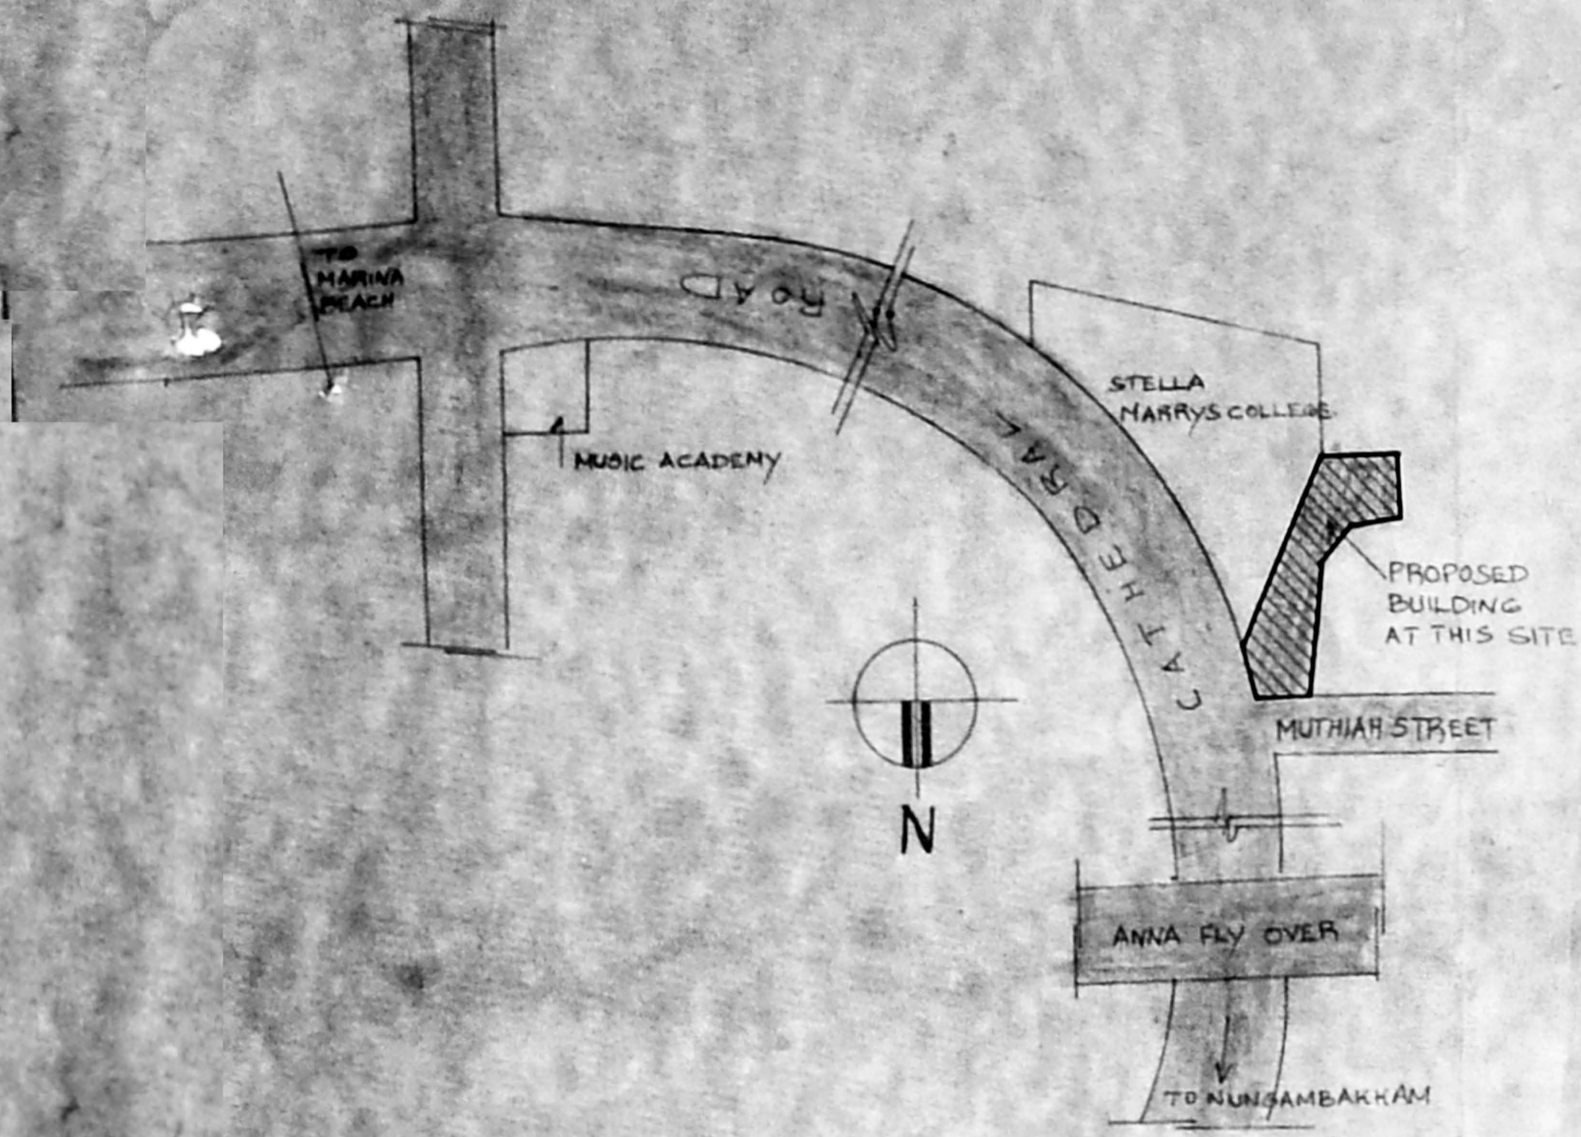 TO
MARINA
BEACH
ROAD
CATHEDRAL
STELLA
MARRYS COLLEGE
MUSIC ACADEMY
PROPOSED
BUILDING
AT THIS SITE
MUTHIAH STREET
N
ANNA FLY OVER
TO NUNGAMBAKKAM